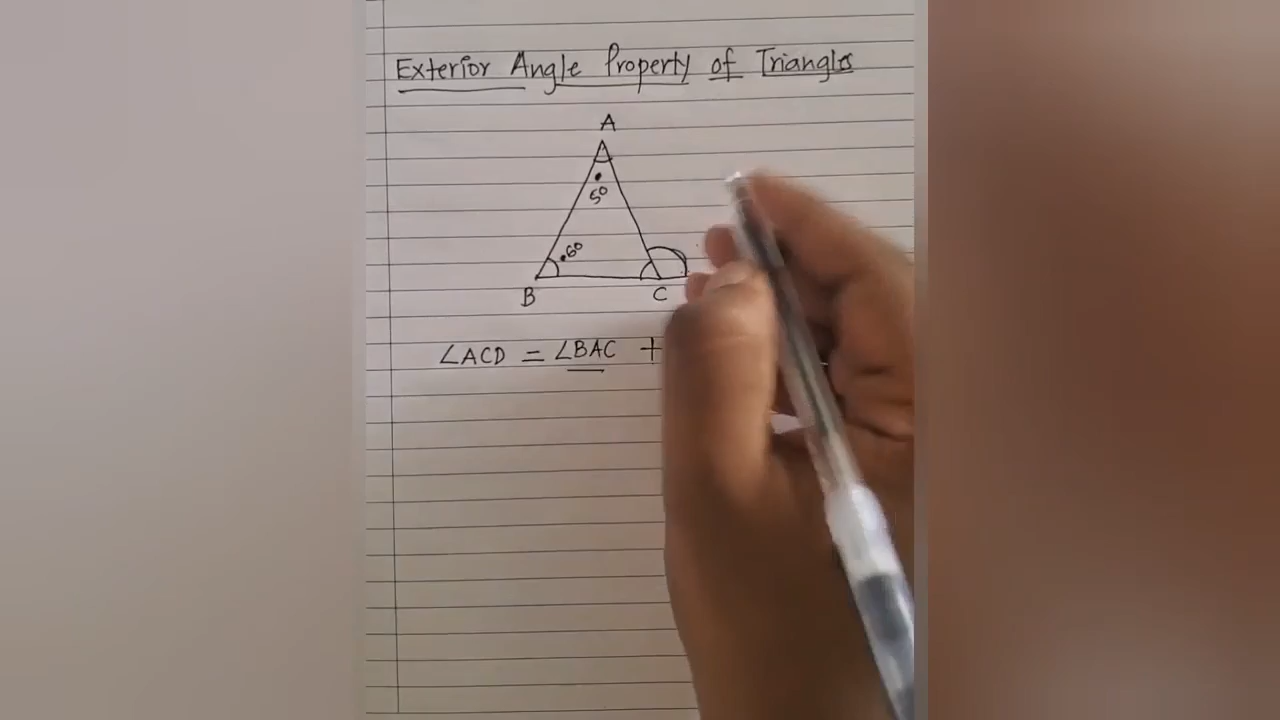 Exterior Angle Property of Triangles
A
50
60
B C
∠ACD = ∠BAC +